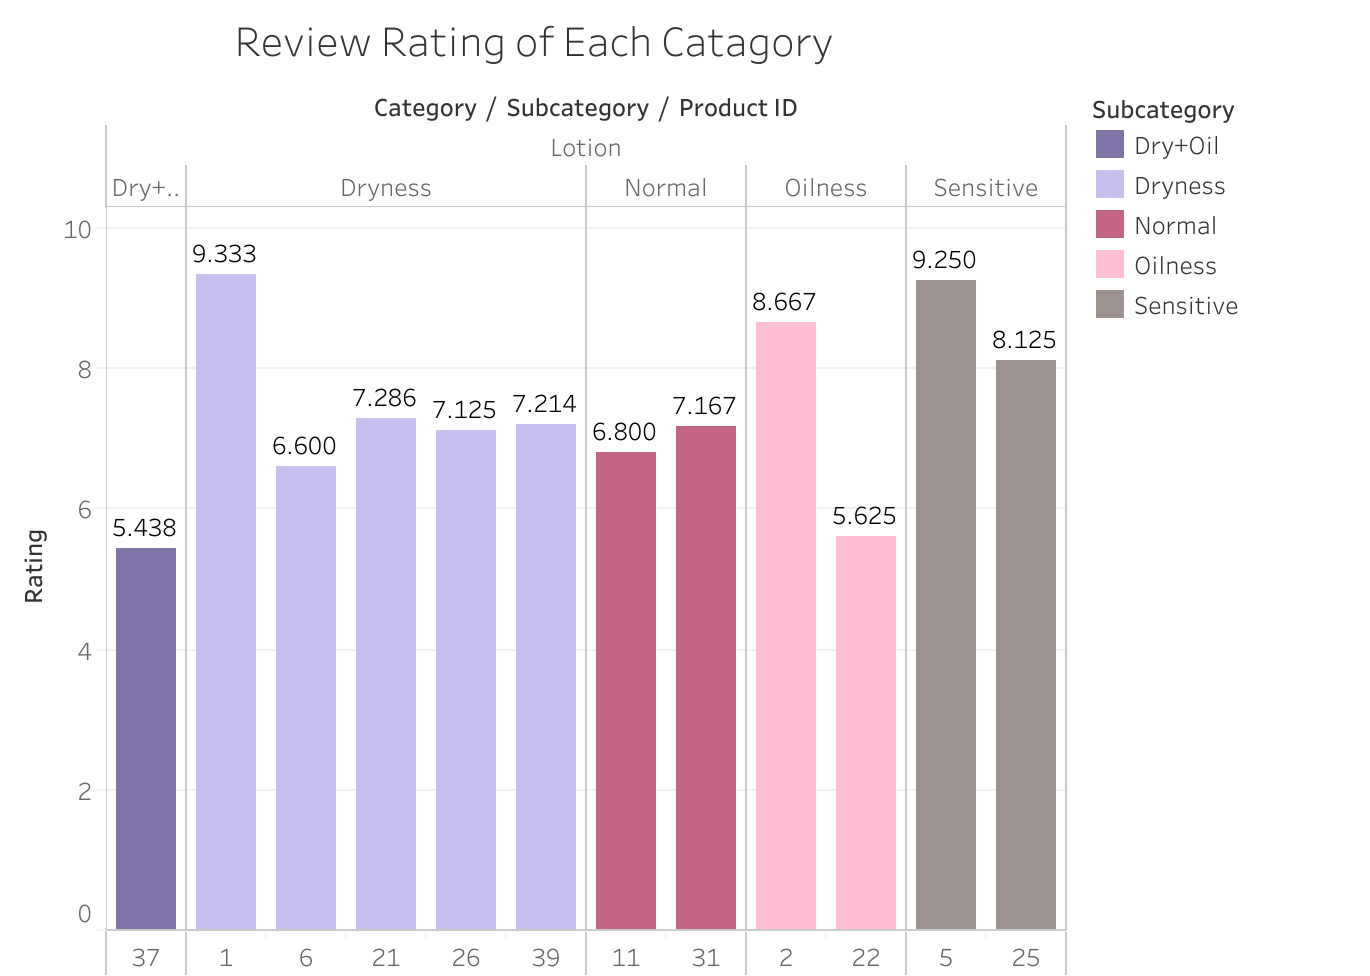 Review Rating of Each Catagory
Category / Subcategory / Product ID
Subcategory
Dry+Oil
Dryness
Normal
Oilness
Sensitive
Lotion
Dry+.. Dryness Normal Oilness Sensitive
Rating
10
8
6
4
2
0
5.438
9.333
6.600
7.286
7.125
7.214
6.800
7.167
8.667
5.625
9.250
8.125
37 1 6 21 26 39 11 31 2 22 5 25